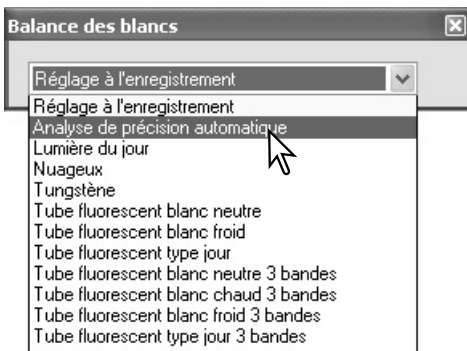 Balance des blancs
Réglage à l'enregistrement
Réglage à l'enregistrement
Analyse de précision automatique
Lumière du jour
Nuageux
Tungstène
Tube fluorescent blanc neutre
Tube fluorescent blanc froid
Tube fluorescent type jour
Tube fluorescent blanc neutre 3 bandes
Tube fluorescent blanc chaud 3 bandes
Tube fluorescent blanc froid 3 bandes
Tube fluorescent type jour 3 bandes